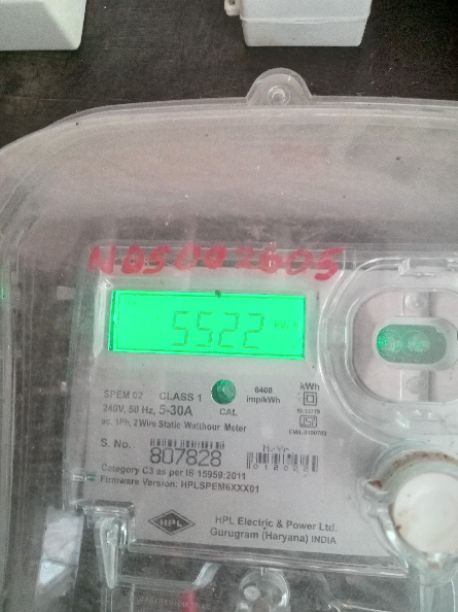 N05002605
5522 kWh
SPEM 02 CLASS 1
240V, 50 Hz, 5-30A
CAL
6400
imp/kWh
kWh
ac. 1Ph, 2 Wire Static Watthour Meter
S. No. 807828
M/Yr
012022
Category C3 as per IS 15959:2011
Firmware Version: HPLSPEM6XXX01
HPL
HPL Electric & Power Ltd.
Gurugram (Haryana) INDIA